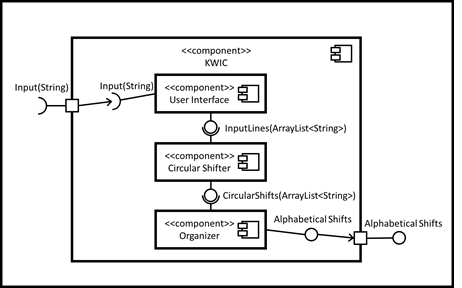 <<component>>
KWIC
Input(String)
Input(String)
<<component>>
User Interface
InputLines(ArrayList<String>)
<<component>>
Circular Shifter
CircularShifts(ArrayList<String>)
<<component>>
Organizer
Alphabetical Shifts
Alphabetical Shifts